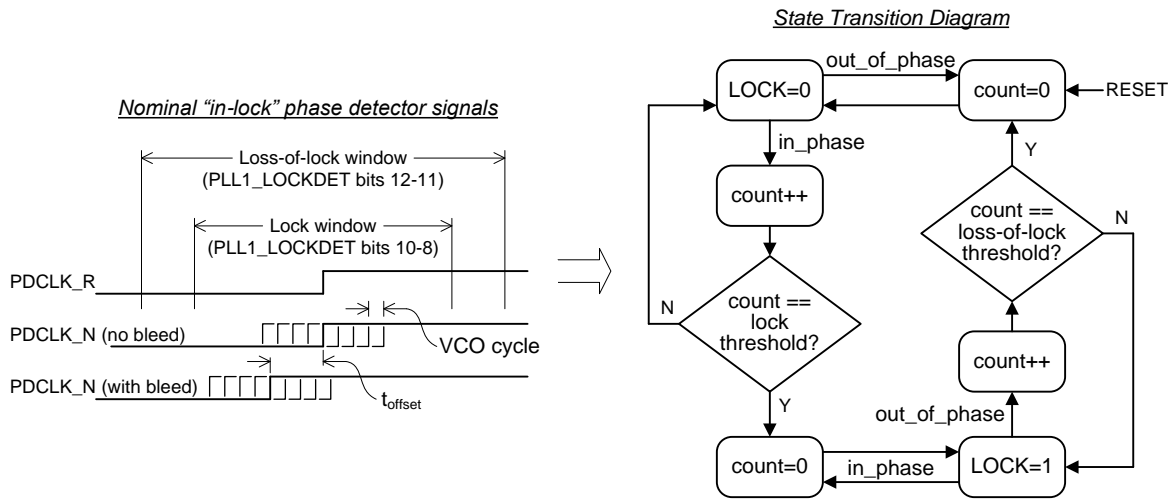 State Transition Diagram
Nominal “in-lock” phase detector signals
Loss-of-lock window
(PLL1_LOCKDET bits 12-11)
Lock window
(PLL1_LOCKDET bits 10-8)
PDCLK_R
PDCLK_N (no bleed)
VCO cycle
PDCLK_N (with bleed)
toffset
LOCK=0
out_of_phase
count=0
RESET
in_phase
count++
Y
count ==
loss-of-lock
threshold?
N
N
count ==
lock
threshold?
count++
Y
out_of_phase
count=0
in_phase
LOCK=1